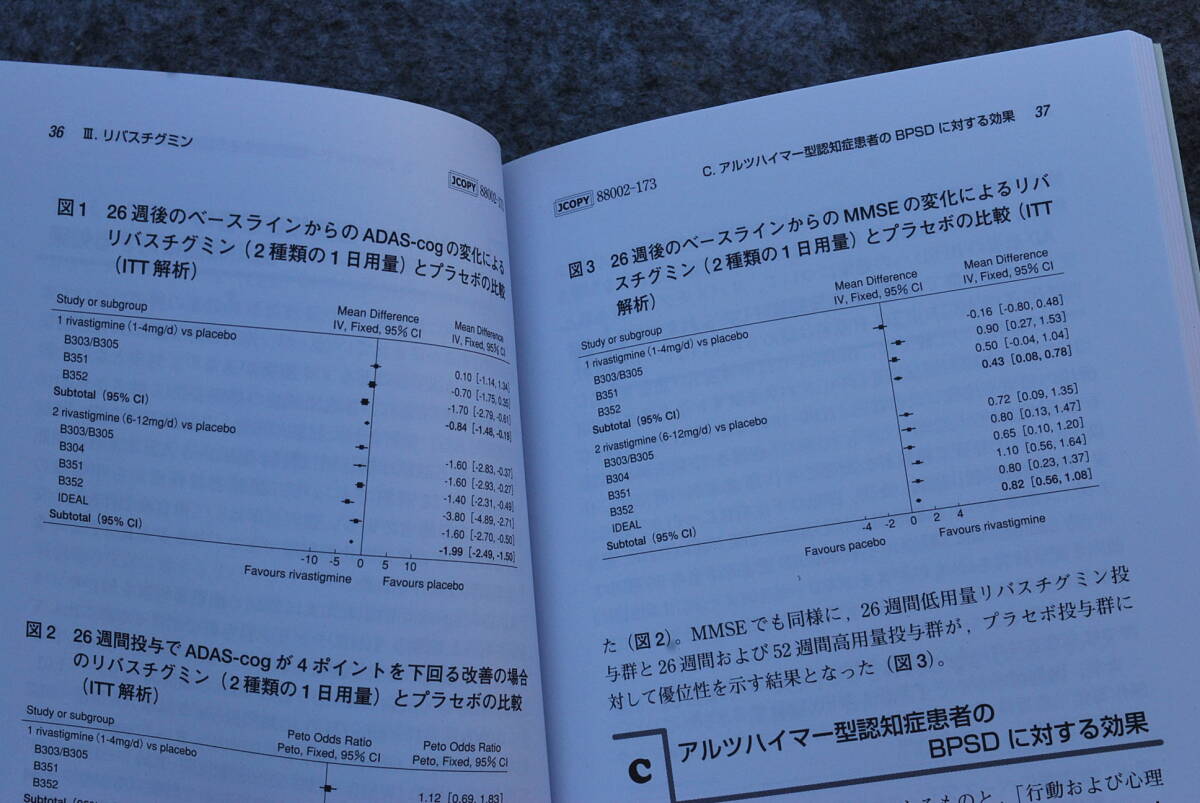 36 Ⅲ. リバスチグミン
JCOPY 88002-173
図1 26週後のベースラインからのADAS-cogの変化による
リバスチグミン（2種類の1日用量）とプラセボの比較
（ITT解析）
Study or subgroup
Mean Difference
IV, Fixed, 95% CI
Mean Difference
IV, Fixed, 95% CI
1 rivastigmine (1-4mg/d) vs placebo
B303/B305 0.10 [-1.14, 1.34]
B351 -0.70 [-1.75, 0.35]
B352 -1.70 [-2.79, -0.61]
Subtotal (95% CI) -0.84 [-1.48, -0.19]
2 rivastigmine (6-12mg/d) vs placebo
B303/B305 -1.60 [-2.83, -0.37]
B304 -1.60 [-2.93, -0.27]
B351 -1.40 [-2.31, -0.49]
B352 -3.80 [-4.89, -2.71]
IDEAL -1.60 [-2.70, -0.50]
Subtotal (95% CI) -1.99 [-2.49, -1.50]
-10 -5 0 5 10
Favours rivastigmine Favours placebo
図2 26週間投与でADAS-cogが4ポイントを下回る改善の場合
のリバスチグミン（2種類の1日用量）とプラセボの比較
（ITT解析）
Study or subgroup
Peto Odds Ratio
Peto, Fixed, 95% CI
Peto Odds Ratio
Peto, Fixed, 95% CI
1 rivastigmine (1-4mg/d) vs placebo
B303/B305 1.12 [0.69, 1.83]
B351
B352
Subtotal
C. アルツハイマー型認知症患者の BPSD に対する効果 37
JCOPY 88002-173
図3 26週後のベースラインからのMMSEの変化によるリバ
スチグミン（2種類の1日用量）とプラセボの比較（ITT
解析）
Study or subgroup
Mean Difference
IV, Fixed, 95% CI
Mean Difference
IV, Fixed, 95% CI
1 rivastigmine (1-4mg/d) vs placebo
B303/B305 -0.16 [-0.80, 0.48]
B351 0.90 [0.27, 1.53]
B352 0.50 [-0.04, 1.04]
Subtotal (95% CI) 0.43 [0.08, 0.78]
2 rivastigmine (6-12mg/d) vs placebo
B303/B305 0.72 [0.09, 1.35]
B304 0.80 [0.13, 1.47]
B351 0.65 [0.10, 1.20]
B352 1.10 [0.56, 1.64]
IDEAL 0.80 [0.23, 1.37]
Subtotal (95% CI) 0.82 [0.56, 1.08]
-4 -2 0 2 4
Favours pacebo Favours rivastigmine
た（図2）。MMSEでも同様に，26週間低用量リバスチグミン投
与群と26週間および52週間高用量投与群が，プラセボ投与群に
対して優位性を示す結果となった（図3）。
C アルツハイマー型認知症患者の
BPSD に対する効果
るものと、「行動および心理